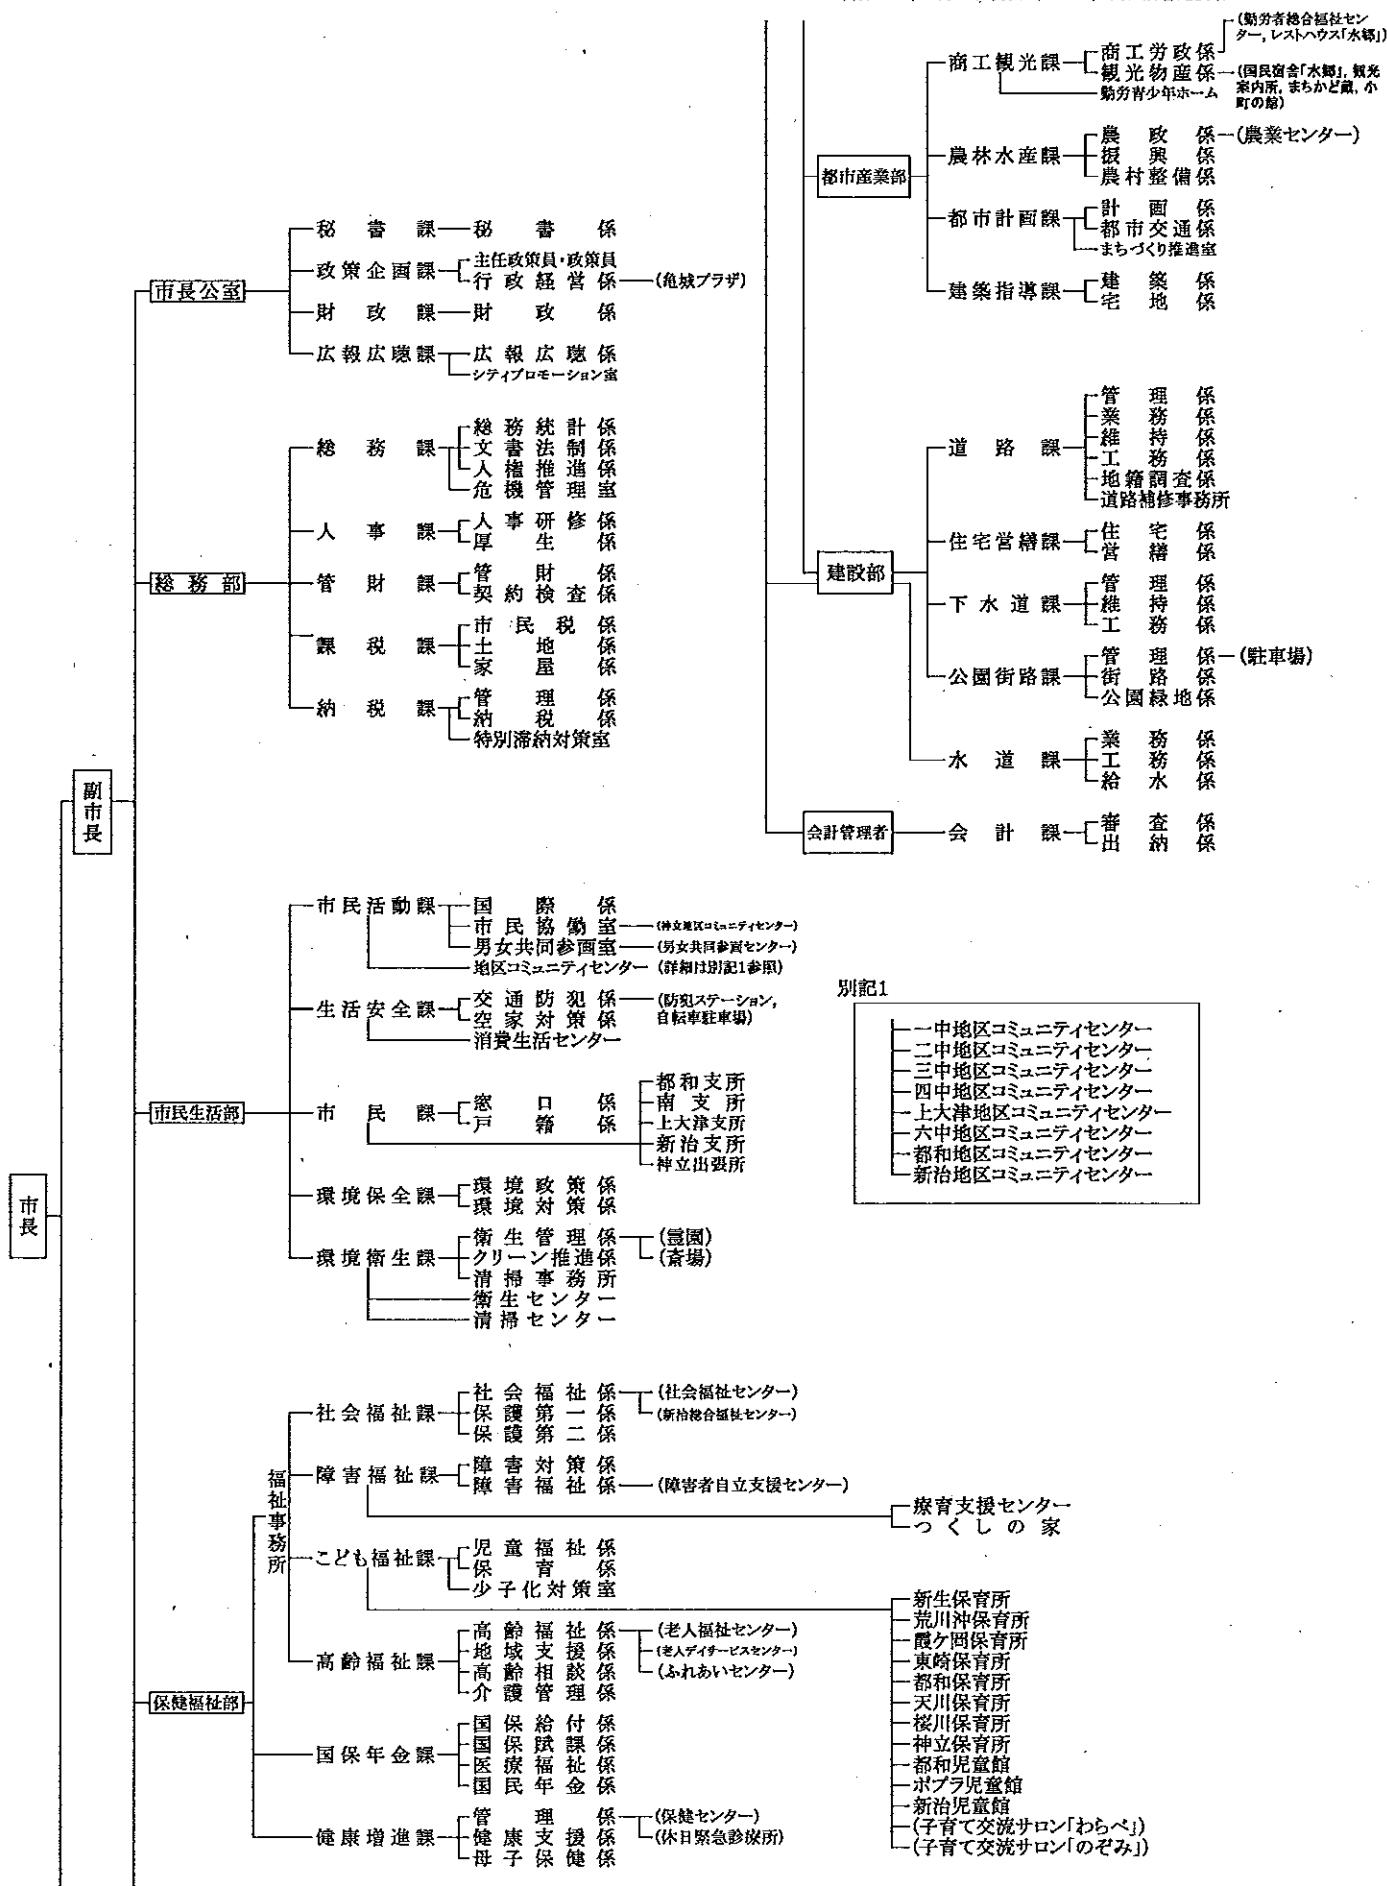 市長
副市長
市長公室
秘書課 秘書係
政策企画課 主任政策員・政策員
行政経営係 (亀城プラザ)
財政課 財政係
広報広聴課 広報広聴係
シティプロモーション室
総務部
総務課 総務統計係
文書法制係
人権推進係
危機管理室
人事課 人事研修係
厚生係
管財課 管財係
契約検査係
課税課 市民税係
土地係
家屋係
納税課 管理係
納税係
特別滞納対策室
市民生活部
市民活動課 国際係
市民協働室 (神立地区コミュニティセンター)
男女共同参画室 (男女共同参画センター)
地区コミュニティセンター (詳細は別記1参照)
生活安全課 交通防犯係 (防犯ステーション,
自転車駐車場)
空家対策係
消費生活センター
市民課 窓口係
戸籍係
都和支所
南支所
上大津支所
新治支所
神立出張所
環境保全課 環境政策係
環境対策係
環境衛生課 衛生管理係 (霊園)
(斎場)
クリーン推進係
清掃事務所
衛生センター
清掃センター
保健福祉部
福祉事務所
社会福祉課 社会福祉係 (社会福祉センター)
(新治総合福祉センター)
保護第一係
保護第二係
障害福祉課 障害対策係
障害福祉係 (障害者自立支援センター)
療育支援センター
つくしの家
こども福祉課 児童福祉係
保育係
少子化対策室
新生保育所
荒川沖保育所
霞ケ岡保育所
東崎保育所
都和保育所
天川保育所
桜川保育所
神立保育所
都和児童館
ポプラ児童館
新治児童館
(子育て交流サロン「わらべ」)
(子育て交流サロン「のぞみ」)
高齢福祉課 高齢福祉係 (老人福祉センター)
(老人デイサービスセンター)
(ふれあいセンター)
地域支援係
高齢相談係
介護管理係
国保年金課 国保給付係
国保賦課係
医療福祉係
国民年金係
健康増進課 管理係 (保健センター)
(休日緊急診療所)
健康支援係
母子保健係
都市産業部
商工観光課 商工労政係 (勤労者総合福祉セン
ター, レストハウス「水郷」)
観光物産係 (国民宿舎「水郷」, 観光
案内所, まちかど蔵, 小
町の館)
勤労青少年ホーム
農林水産課 農政係 (農業センター)
振興係
農村整備係
都市計画課 計画係
都市交通係
まちづくり推進室
建築指導課 建築係
宅地係
建設部
道路課 管理係
業務係
維持係
工務係
地籍調査係
道路補修事務所
住宅営繕課 住宅係
営繕係
下水道課 管理係
維持係
工務係
公園街路課 管理係 (駐車場)
街路係
公園緑地係
水道課 業務係
工務係
給水係
会計管理者
会計課 審査係
出納係
別記1
一中地区コミュニティセンター
二中地区コミュニティセンター
三中地区コミュニティセンター
四中地区コミュニティセンター
上大津地区コミュニティセンター
六中地区コミュニティセンター
都和地区コミュニティセンター
新治地区コミュニティセンター